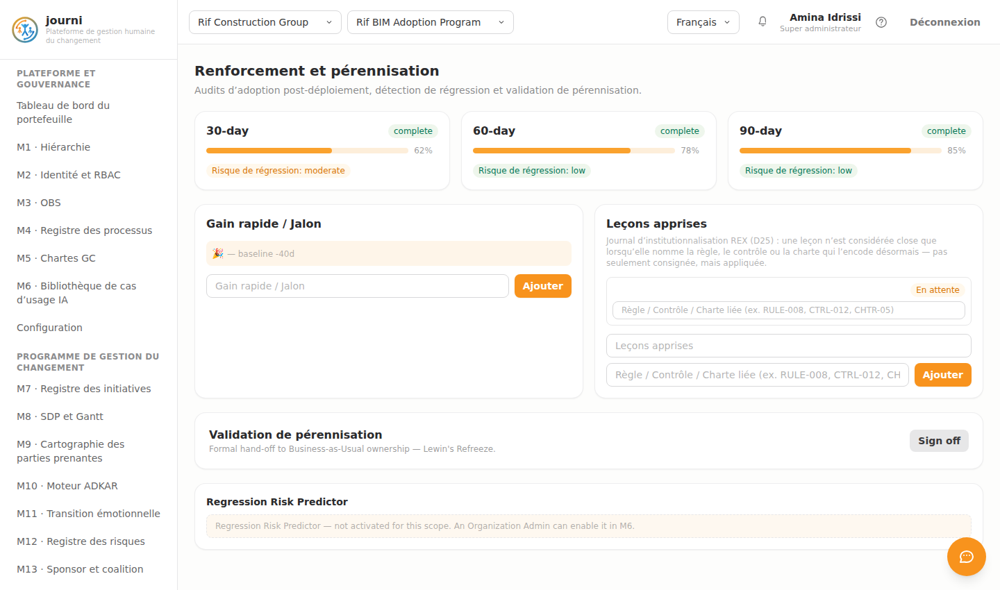 journi
Plateforme de gestion humaine
du changement
Rif Construction Group
Rif BIM Adoption Program
Français
Amina Idrissi
Super administrateur
Déconnexion
PLATEFORME ET
GOUVERNANCE
Tableau de bord du
portefeuille
M1 · Hiérarchie
M2 · Identité et RBAC
M3 · OBS
M4 · Registre des processus
M5 · Chartes GC
M6 · Bibliothèque de cas
d’usage IA
Configuration
PROGRAMME DE GESTION DU
CHANGEMENT
M7 · Registre des initiatives
M8 · SDP et Gantt
M9 · Cartographie des
parties prenantes
M10 · Moteur ADKAR
M11 · Transition émotionnelle
M12 · Registre des risques
M13 · Sponsor et coalition
Renforcement et pérennisation
Audits d’adoption post-déploiement, détection de régression et validation de pérennisation.
30-day
complete
62%
Risque de régression: moderate
60-day
complete
78%
Risque de régression: low
90-day
complete
85%
Risque de régression: low
Gain rapide / Jalon
🎉 — baseline -40d
Gain rapide / Jalon
Ajouter
Leçons apprises
Journal d’institutionnalisation REX (D25) : une leçon n’est considérée close que
lorsqu’elle nomme la règle, le contrôle ou la charte qui l’encode désormais — pas
seulement consignée, mais appliquée.
En attente
Règle / Contrôle / Charte liée (ex. RULE-008, CTRL-012, CHTR-05)
Leçons apprises
Règle / Contrôle / Charte liée (ex. RULE-008, CTRL-012, CH
Ajouter
Validation de pérennisation
Formal hand-off to Business-as-Usual ownership — Lewin's Refreeze.
Sign off
Regression Risk Predictor
Regression Risk Predictor — not activated for this scope. An Organization Admin can enable it in M6.